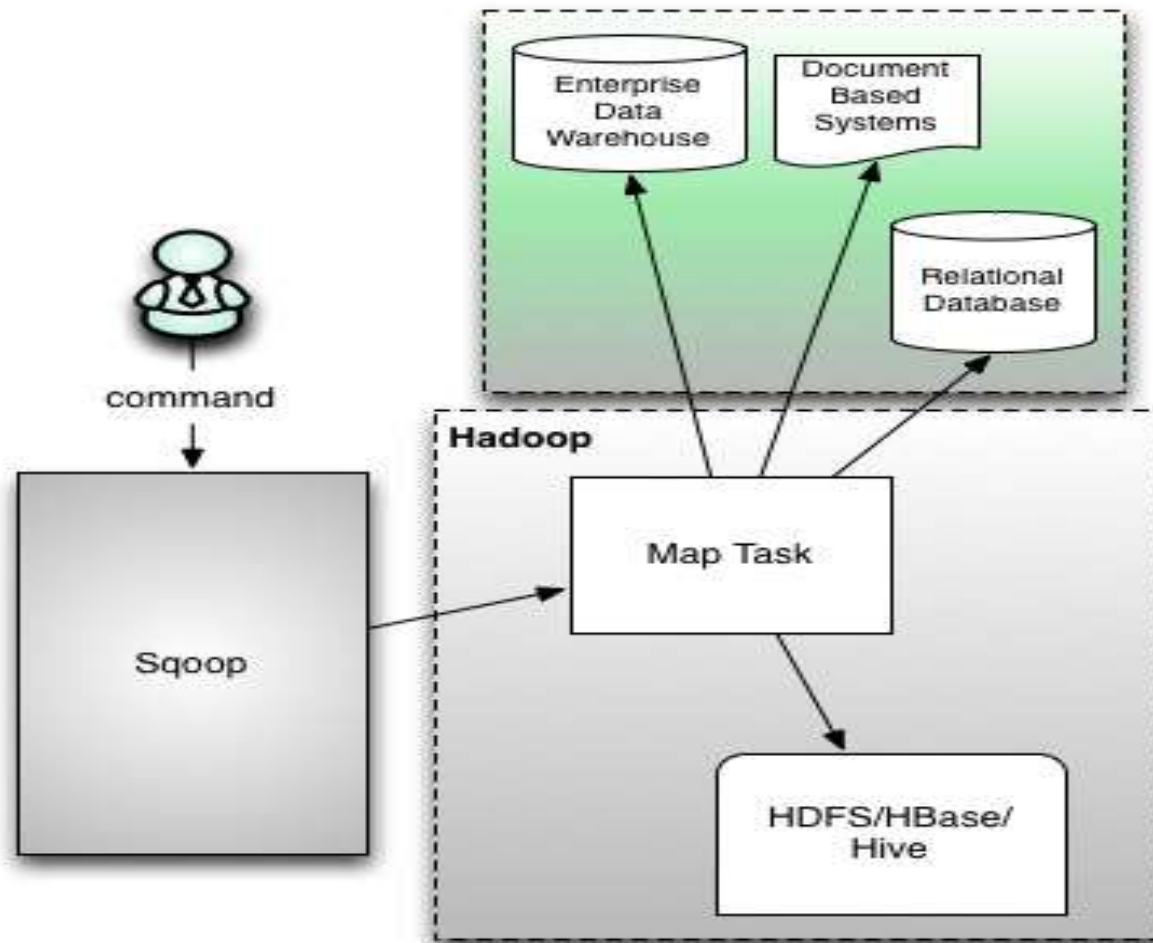 Enterprise
Data
Warehouse
Document
Based
Systems
Relational
Database
command
Hadoop
Map Task
Sqoop
HDFS/HBase/
Hive